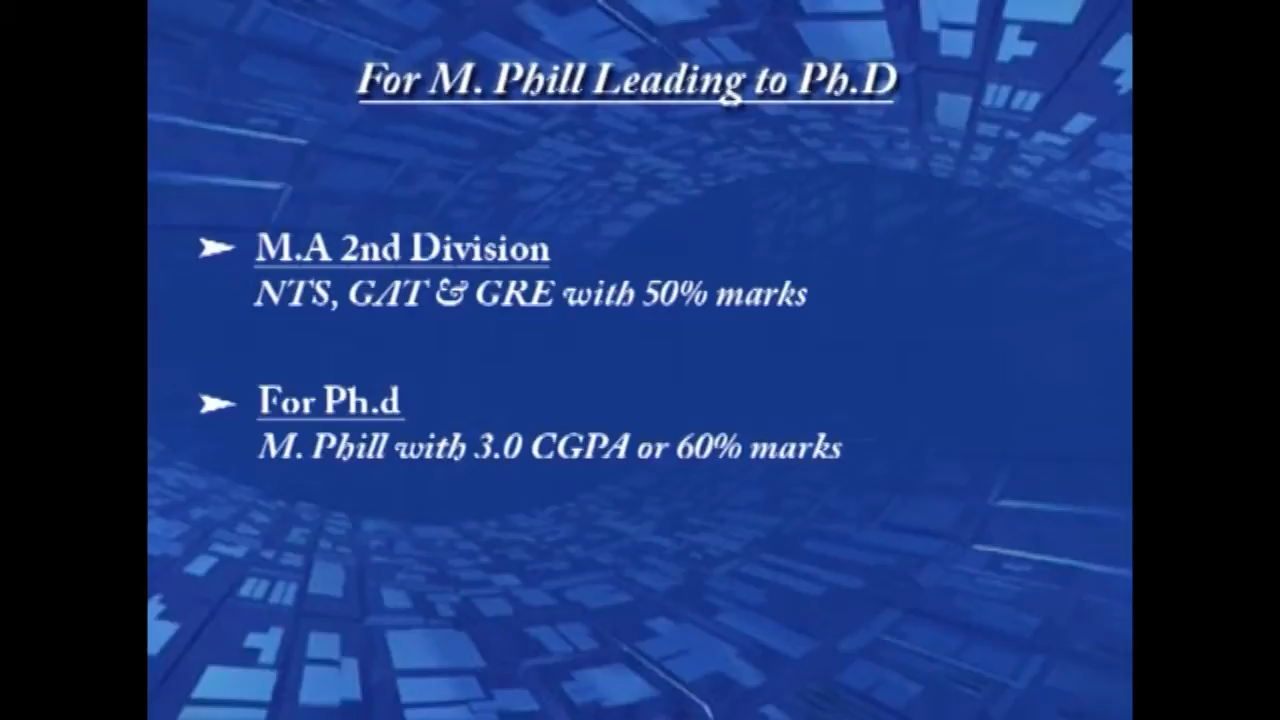 For M. Phill Leading to Ph.D
M.A 2nd Division
NTS, GAT & GRE with 50% marks
For Ph.d
M. Phill with 3.0 CGPA or 60% marks